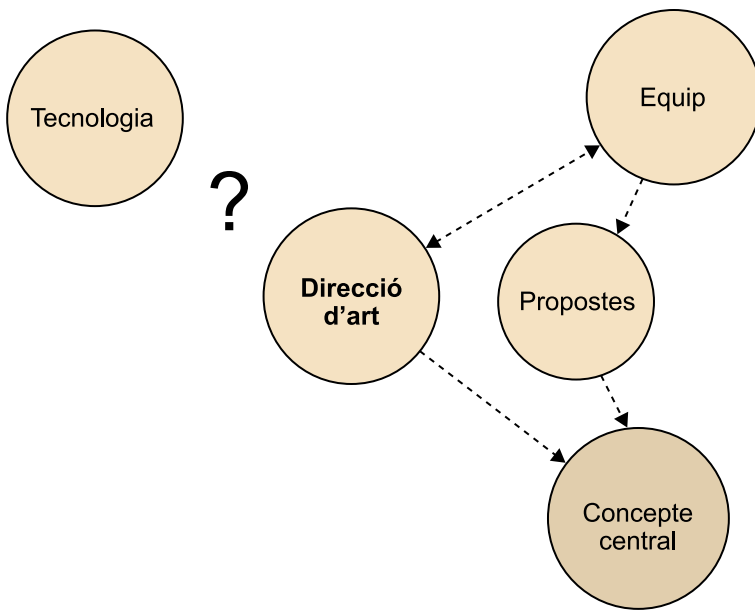 Tecnologia
Equip
?
Direcció
d'art
Propostes
Concepte
central